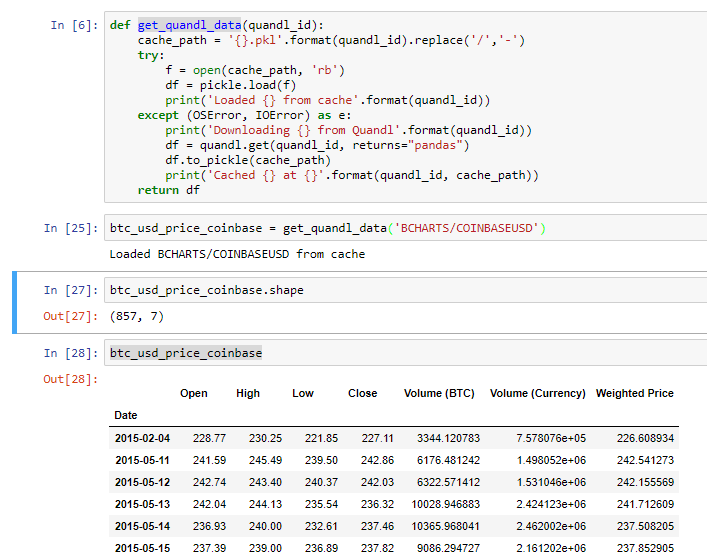 In [6]: def get_quandl_data(quandl_id):
cache_path = '{}.pkl'.format(quandl_id).replace('/','-')
try:
f = open(cache_path, 'rb')
df = pickle.load(f)
print('Loaded {} from cache'.format(quandl_id))
except (OSError, IOError) as e:
print('Downloading {} from Quandl'.format(quandl_id))
df = quandl.get(quandl_id, returns="pandas")
df.to_pickle(cache_path)
print('Cached {} at {}'.format(quandl_id, cache_path))
return df
In [25]: btc_usd_price_coinbase = get_quandl_data('BCHARTS/COINBASEUSD')
Loaded BCHARTS/COINBASEUSD from cache
In [27]: btc_usd_price_coinbase.shape
Out[27]: (857, 7)
In [28]: btc_usd_price_coinbase
Out[28]:
Open High Low Close Volume (BTC) Volume (Currency) Weighted Price
Date
2015-02-04 228.77 230.25 221.85 227.11 3344.120783 7.578076e+05 226.608934
2015-05-11 241.59 245.49 239.50 242.86 6176.481242 1.498052e+06 242.541273
2015-05-12 242.74 243.40 240.37 242.03 6322.571412 1.531046e+06 242.155569
2015-05-13 242.04 244.13 235.54 236.32 10028.946883 2.424123e+06 241.712609
2015-05-14 236.93 240.00 232.61 237.46 10365.968041 2.462002e+06 237.508205
2015-05-15 237.39 239.00 236.89 237.82 9086.294727 2.161202e+06 237.852905